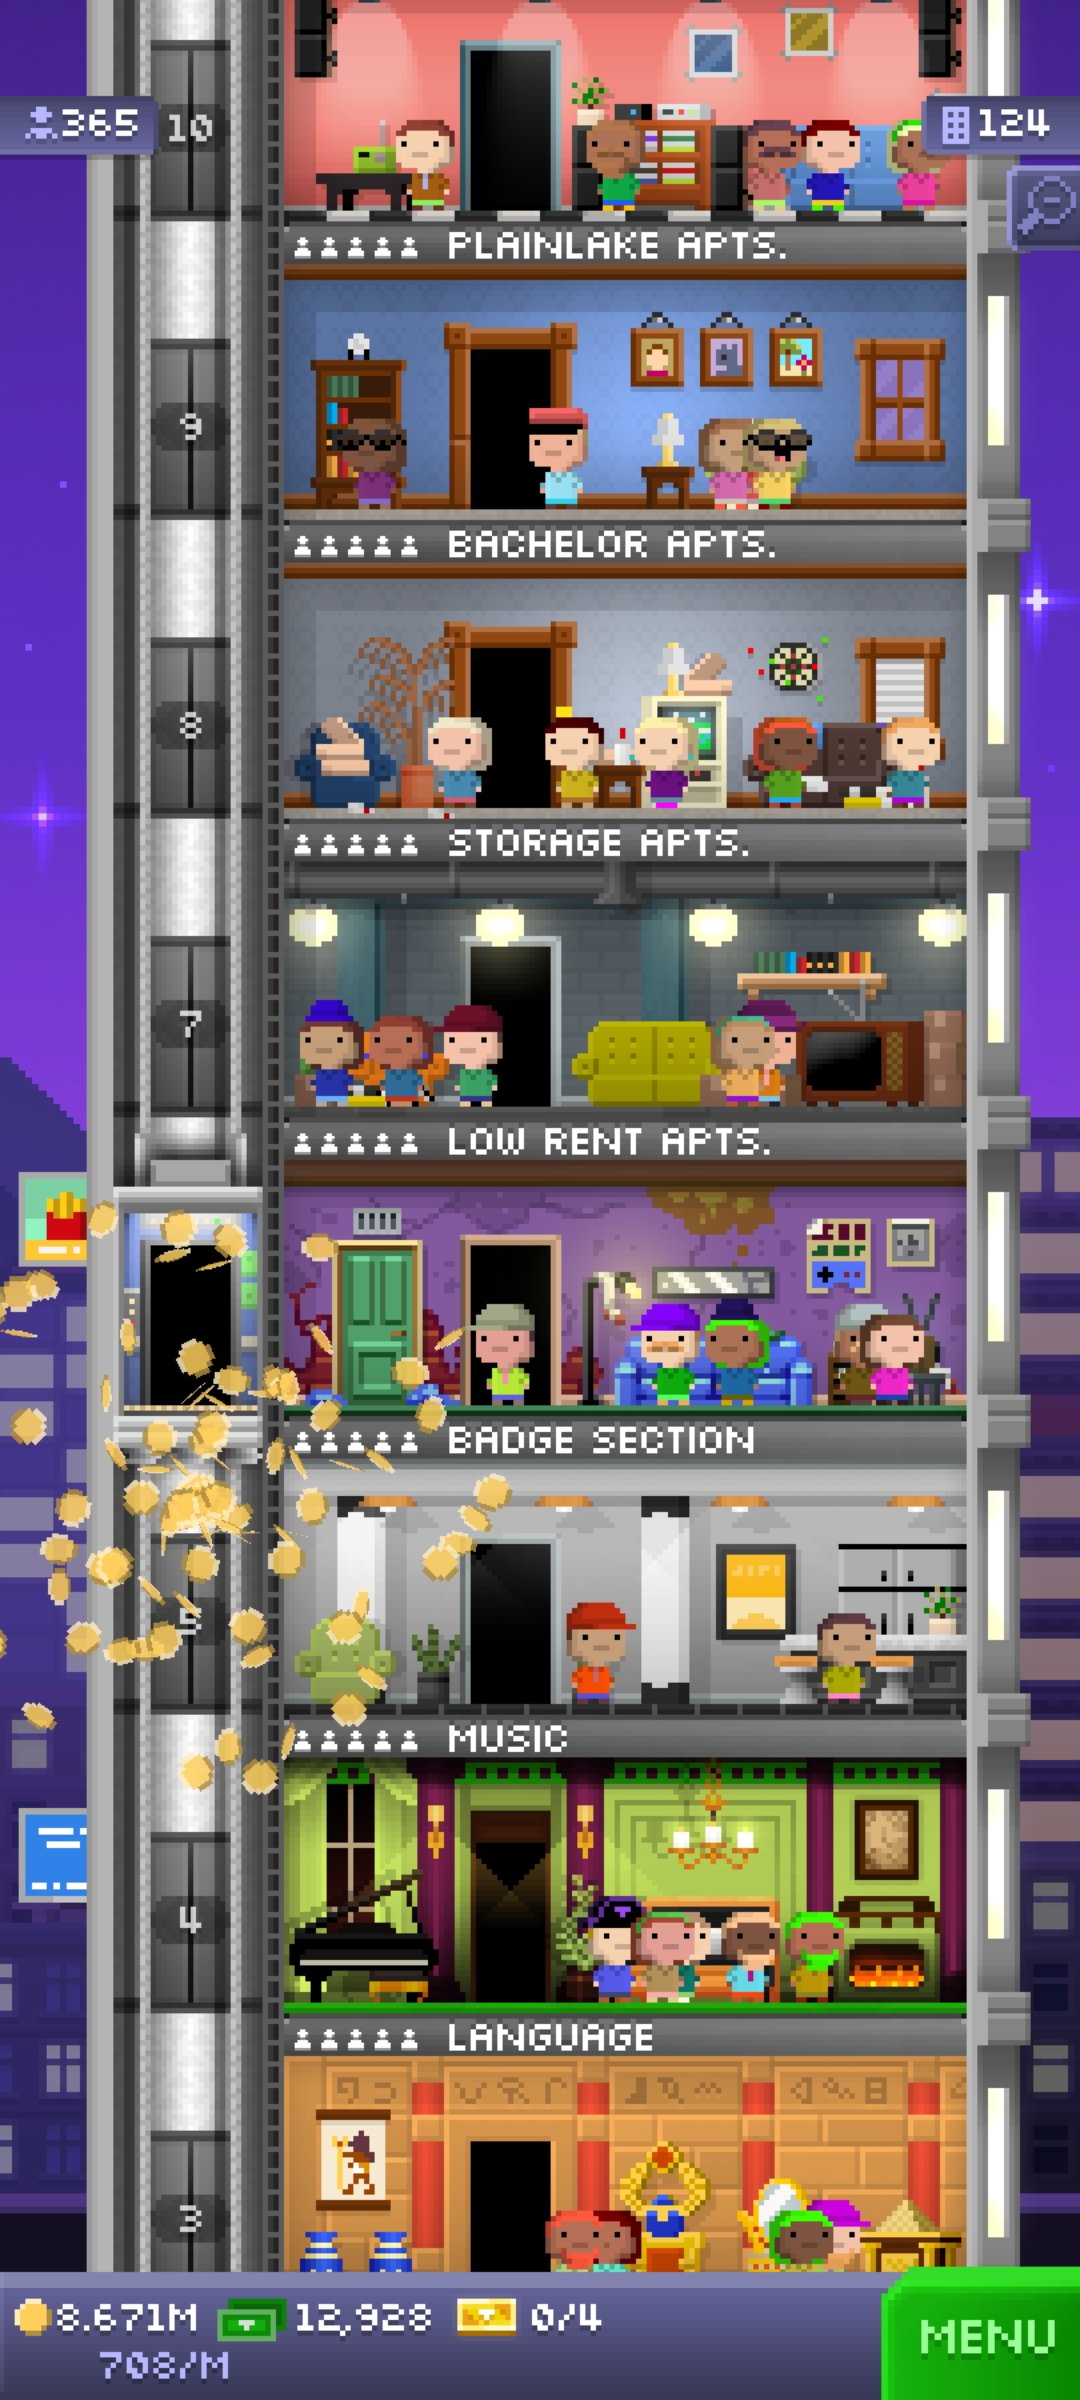 365
10
124
PLAINLAKE APTS.
9
BACHELOR APTS.
8
STORAGE APTS.
7
LOW RENT APTS.
BADGE SECTION
5
MUSIC
4
LANGUAGE
3
8.671M 12,928 0/4
708/M
MENU